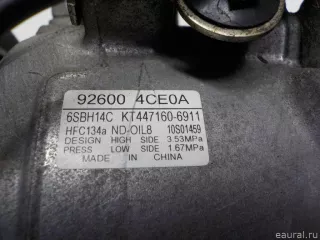 92600 4CE0A
6SBH14C KT447160-6911
HFC134a ND-OIL8 10S01459
DESIGN HIGH SIDE 3.53MPa
PRESS LOW SIDE 1.67MPa
MADE IN CHINA
© eaural.ru